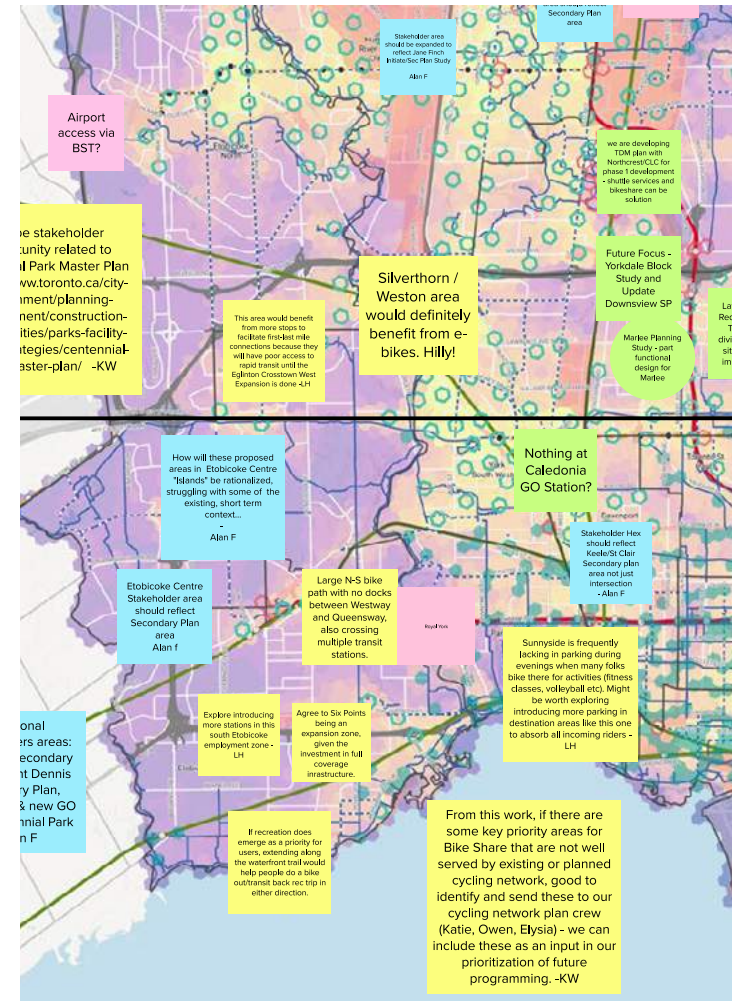 area should reflect
Secondary Plan
area
Stakeholder area
should be expanded to
reflect Jane Finch
Initiate/Sec Plan Study
Alan F
Airport
access via
BST?
Etobicoke
North
we are developing
TDM plan with
Northcrest/CLC for
phase 1 development
- shuttle services and
bikeshare can be
solution
be stakeholder
tunity related to
al Park Master Plan
ww.toronto.ca/city-
nment/planning-
ment/construction-
ities/parks-facility-
ategies/centennial-
aster-plan/ -KW
This area would benefit
from more stops to
facilitate first-last mile
connections because they
will have poor access to
rapid transit until the
Eglinton Crosstown West
Expansion is done -LH
Silverthorn /
Weston area
would definitely
benefit from e-
bikes. Hilly!
Future Focus -
Yorkdale Block
Study and
Update
Downsview SP
Marlee Planning
Study - part
functional
design for
Marlee
How will these proposed
areas in Etobicoke Centre
"Islands" be rationalized,
struggling with some of the
existing, short term
context...
-
Alan F
Nothing at
Caledonia
GO Station?
York
South West
Davenport
Stakeholder Hex
should reflect
Keele/St Clair
Secondary plan
area not just
intersection
- Alan F
Etobicoke Centre
Stakeholder area
should reflect
Secondary Plan
area
Alan f
Large N-S bike
path with no docks
between Westway
and Queensway,
also crossing
multiple transit
stations.
Royal York
Sunnyside is frequently
lacking in parking during
evenings when many folks
bike there for activities (fitness
classes, volleyball etc). Might
be worth exploring
introducing more parking in
destination areas like this one
to absorb all incoming riders -
LH
Explore introducing
more stations in this
south Etobicoke
employment zone -
LH
Agree to Six Points
being an
expansion zone,
given the
investment in full
coverage
inrastructure.
onal
ers areas:
econdary
nt Dennis
ry Plan,
& new GO
nnial Park
n F
If recreation does
emerge as a priority for
users, extending along
the waterfront trail would
help people do a bike
out/transit back rec trip in
either direction.
From this work, if there are
some key priority areas for
Bike Share that are not well
served by existing or planned
cycling network, good to
identify and send these to our
cycling network plan crew
(Katie, Owen, Elysia) - we can
include these as an input in our
prioritization of future
programming. -KW